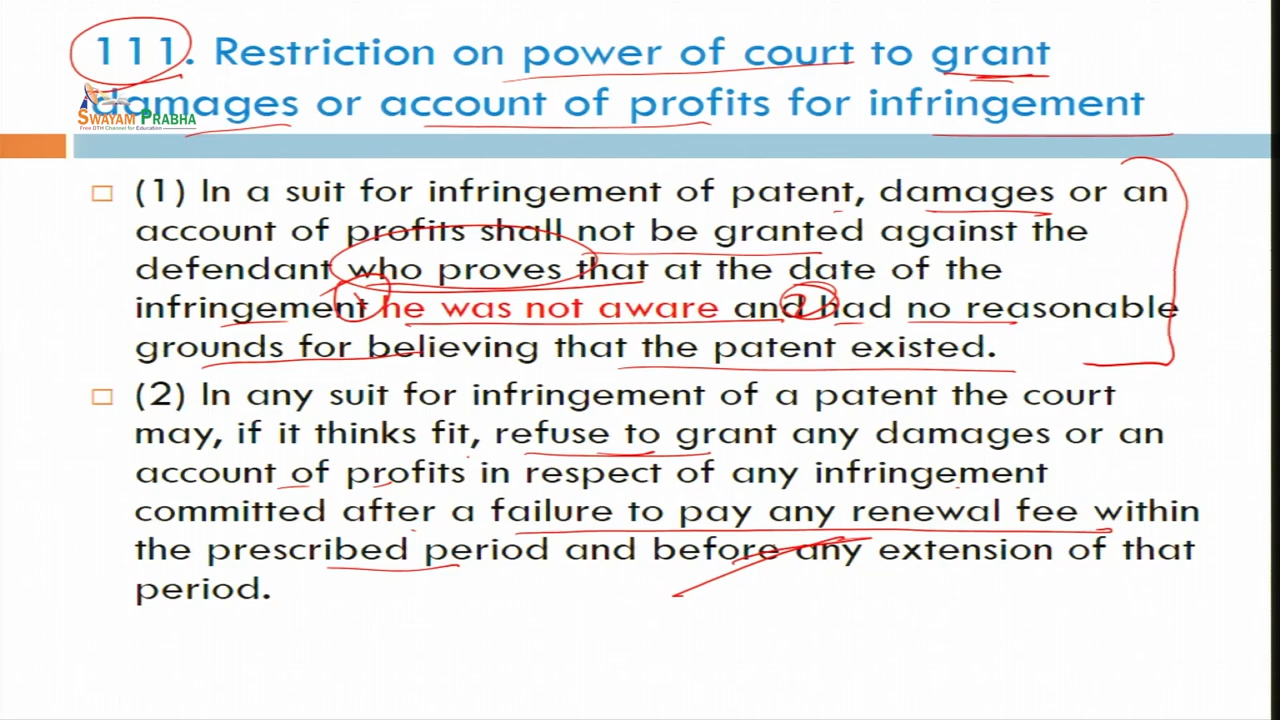 111. Restriction on power of court to grant
damages or account of profits for infringement
SWAYAM PRABHA
Free DTH Channel for Education
(1) In a suit for infringement of patent, damages or an
account of profits shall not be granted against the
defendant who proves that at the date of the
infringement he was not aware and had no reasonable
grounds for believing that the patent existed.
(2) In any suit for infringement of a patent the court
may, if it thinks fit, refuse to grant any damages or an
account of profits in respect of any infringement
committed after a failure to pay any renewal fee within
the prescribed period and before any extension of that
period.